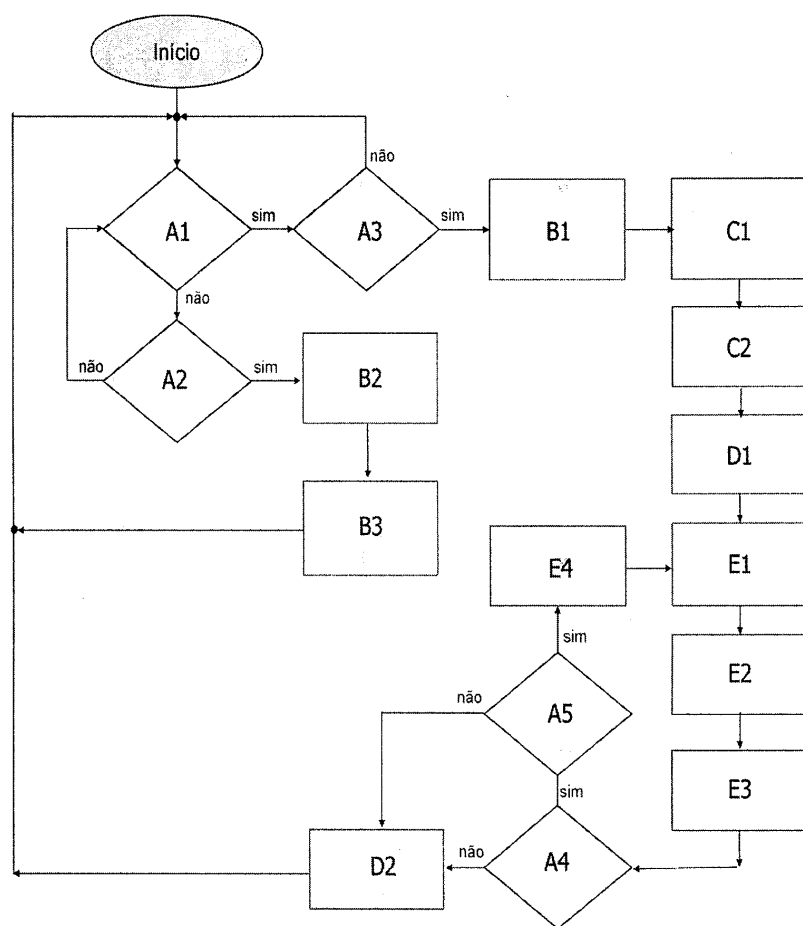 Início
não
A1
sim
A3
sim
B1
C1
não
não
A2
sim
B2
C2
D1
B3
E4
E1
sim
E2
não
A5
E3
sim
D2
não
A4